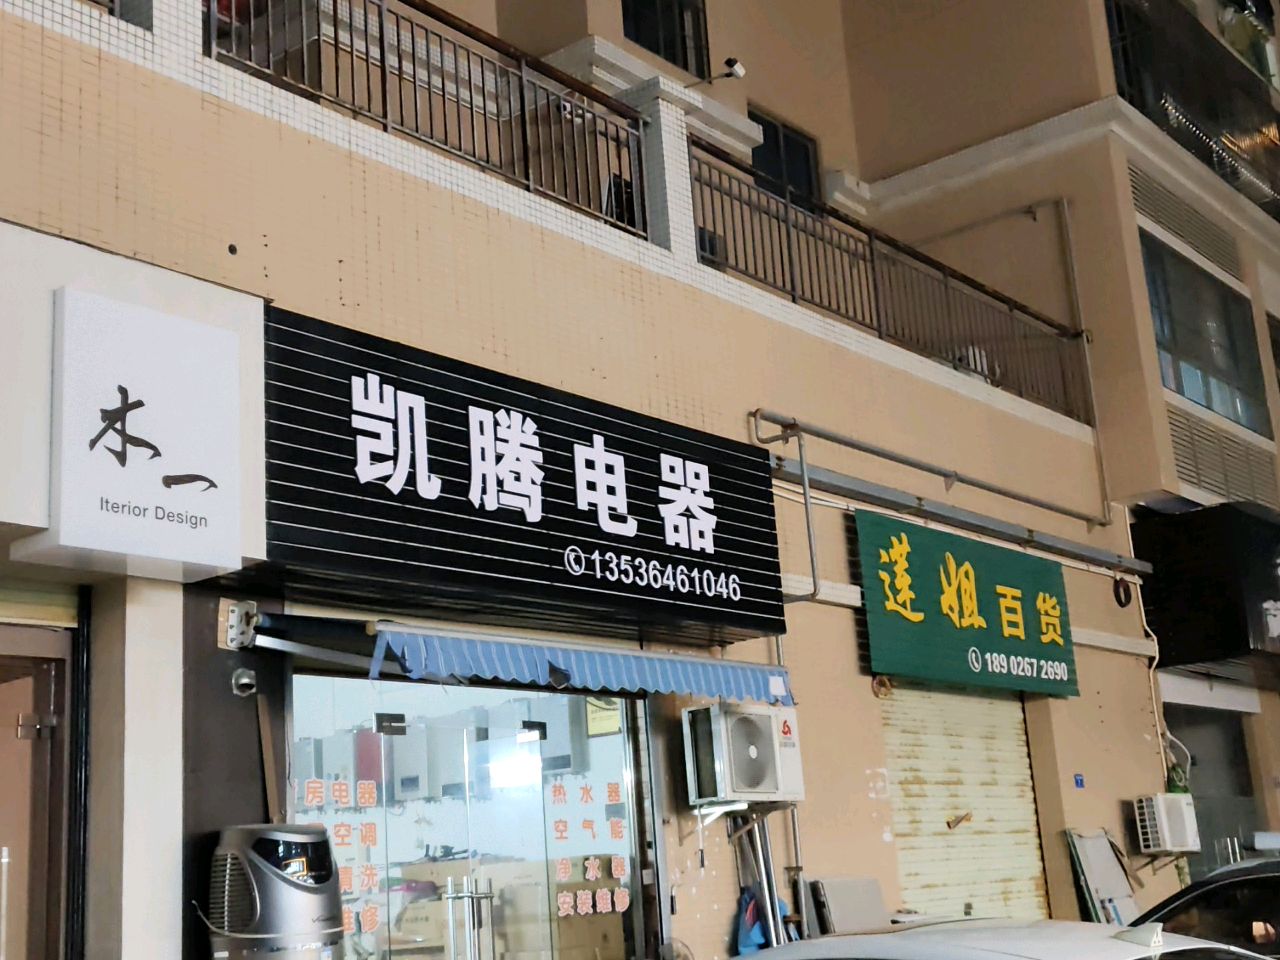 木一
Iterior Design
凯腾电器
13536461046
莲姐百货
189 0267 2690
房电器
空调
清洗
维修
热水器
空气能
净水器
安装维修